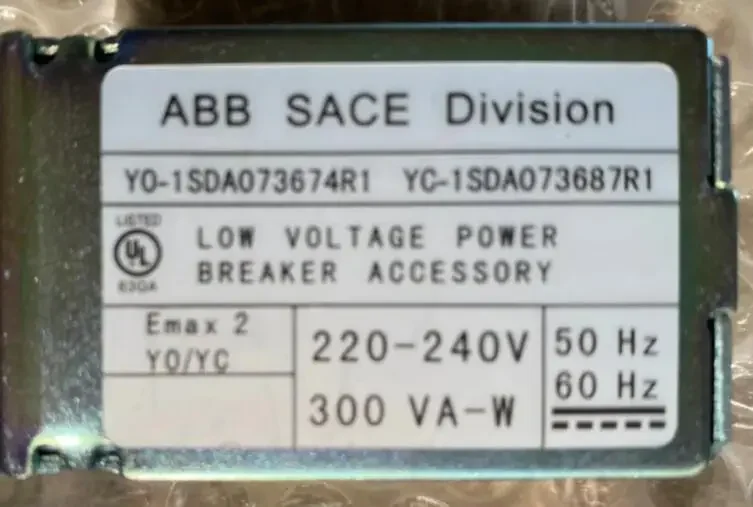 ABB SACE Division
YO-1SDA073674R1 YC-1SDA073687R1
LISTED
UL
LOW VOLTAGE POWER
BREAKER ACCESSORY
Emax 2
YO/YC
220-240V
300 VA-W
50 Hz
60 Hz